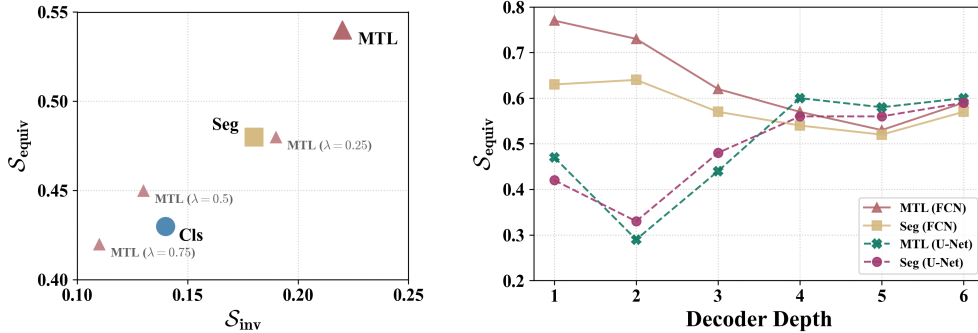 0.55
0.50
0.45
0.40
S_equiv
MTL
Seg
MTL (λ = 0.25)
MTL (λ = 0.5)
Cls
MTL (λ = 0.75)
0.10 0.15 0.20 0.25
S_inv
0.8
0.7
0.6
0.5
0.4
0.3
0.2
S_equiv
MTL (FCN)
Seg (FCN)
MTL (U-Net)
Seg (U-Net)
1 2 3 4 5 6
Decoder Depth